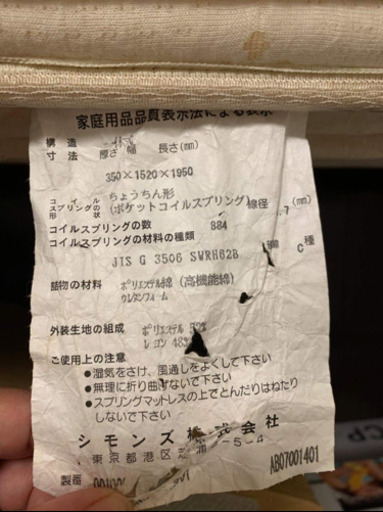 家庭用品品質表示法による表示
構造
寸法 厚さ 幅 長さ(mm)
350×1520×1950
コイルスプリングの形状 ちょうちん形(ポケットコイルスプリング) 線径 .7(mm)
コイルスプリングの数 884
コイルスプリングの材料の種類
JIS G 3506 SWRH62B C種
詰物の材料 ポリエステル綿 (高機能綿)
ウレタンフォーム
外装生地の組成 ポリエステル 52%
レーヨン 48%
ご使用上の注意
●湿気をさけ、風通しをよくして下さい
●無理に折り曲げないで下さい
●スプリングマットレスの上でとんだりはねたり
しないで下さい
シモンズ株式会社
東京都港区芝浦 -5-4
製番
AB07001401